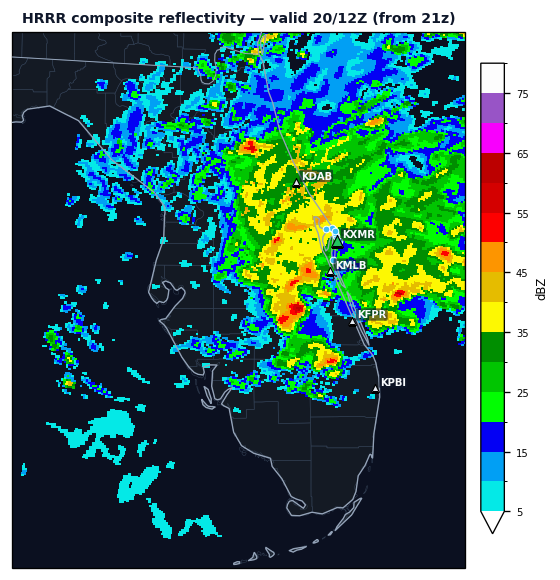 HRRR composite reflectivity — valid 20/12Z (from 21z)
KDAB
KXMR
KMLB
KFPR
KPBI
75
65
55
45
35
25
15
5
dBZ